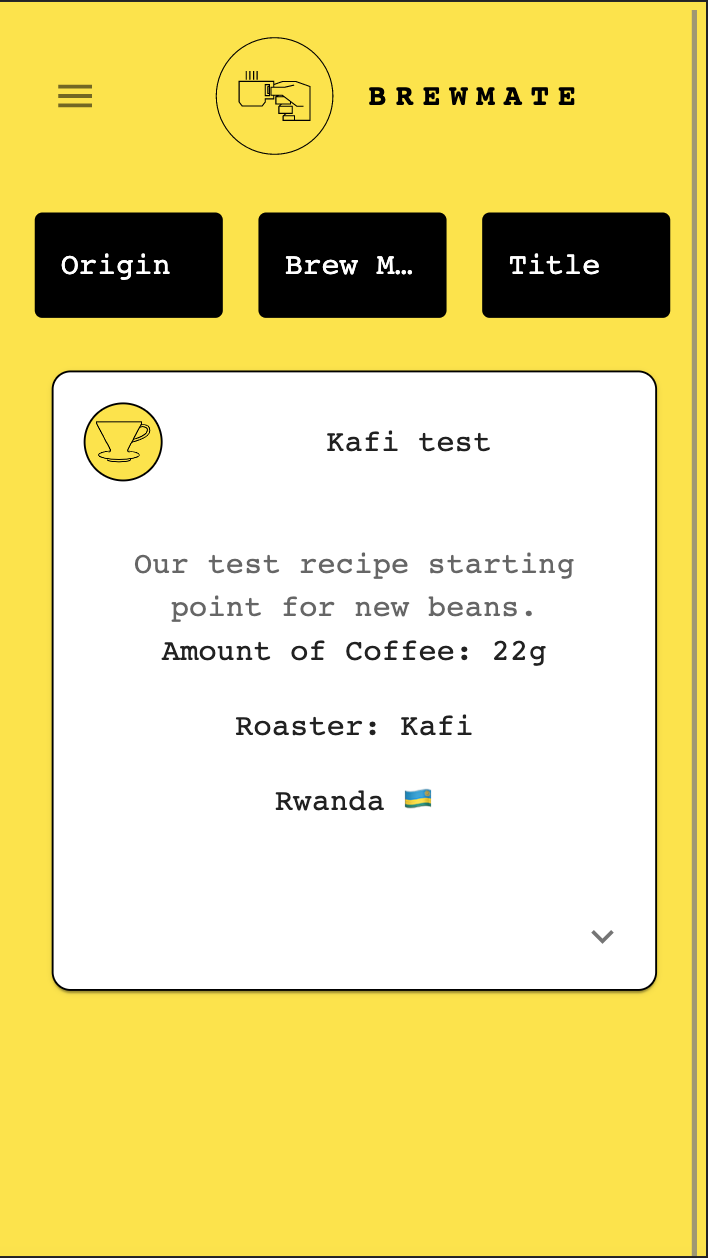 BREWMATE
Origin
Brew M…
Title
Kafi test
Our test recipe starting
point for new beans.
Amount of Coffee: 22g
Roaster: Kafi
Rwanda 🇷🇼